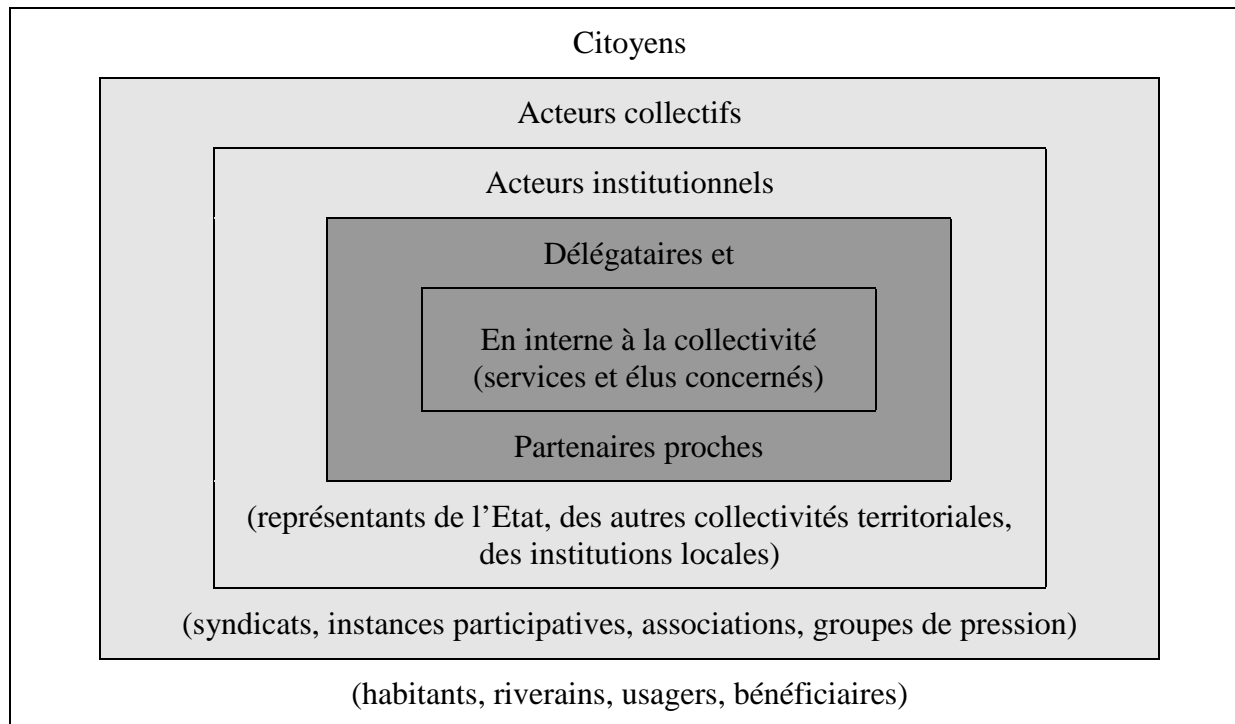 Citoyens
Acteurs collectifs
Acteurs institutionnels
Délégataires et
En interne à la collectivité
(services et élus concernés)
Partenaires proches
(représentants de l’Etat, des autres collectivités territoriales,
des institutions locales)
(syndicats, instances participatives, associations, groupes de pression)
(habitants, riverains, usagers, bénéficiaires)